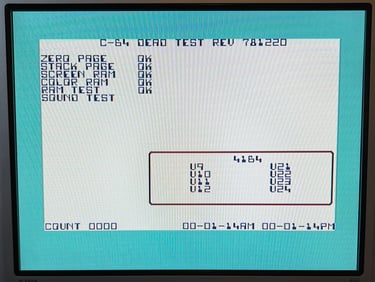 C-64 DEAD TEST REV 781220
ZERO PAGE OK
STACK PAGE OK
SCREEN RAM OK
COLOR RAM OK
RAM TEST OK
SOUND TEST
4164
U9 U21
U10 U22
U11 U23
U12 U24
COUNT 0000 00-01-14AM 00-01-14PM